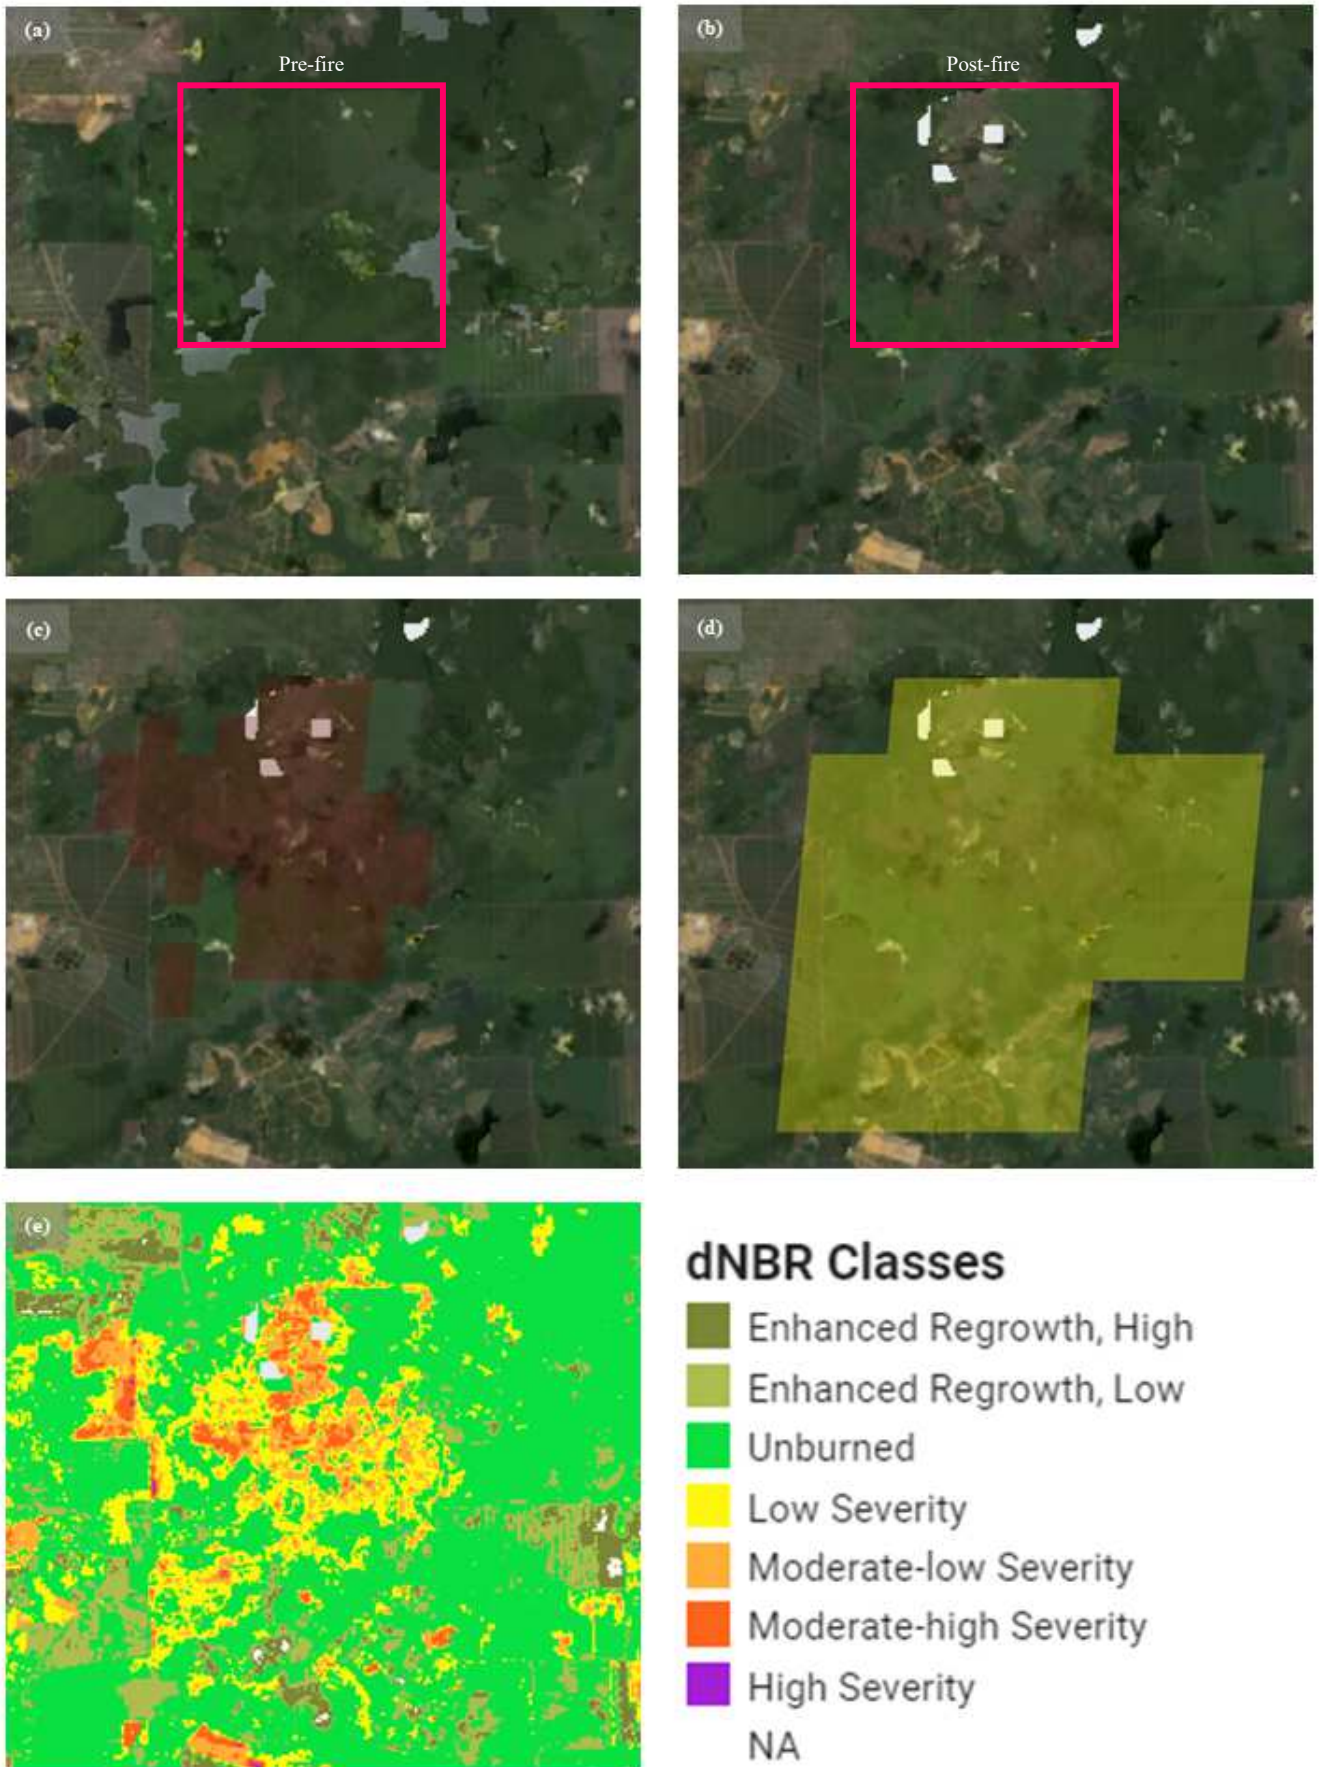 (a)
Pre-fire
(b)
Post-fire
(c)
(d)
(e)
dNBR Classes
Enhanced Regrowth, High
Enhanced Regrowth, Low
Unburned
Low Severity
Moderate-low Severity
Moderate-high Severity
High Severity
NA